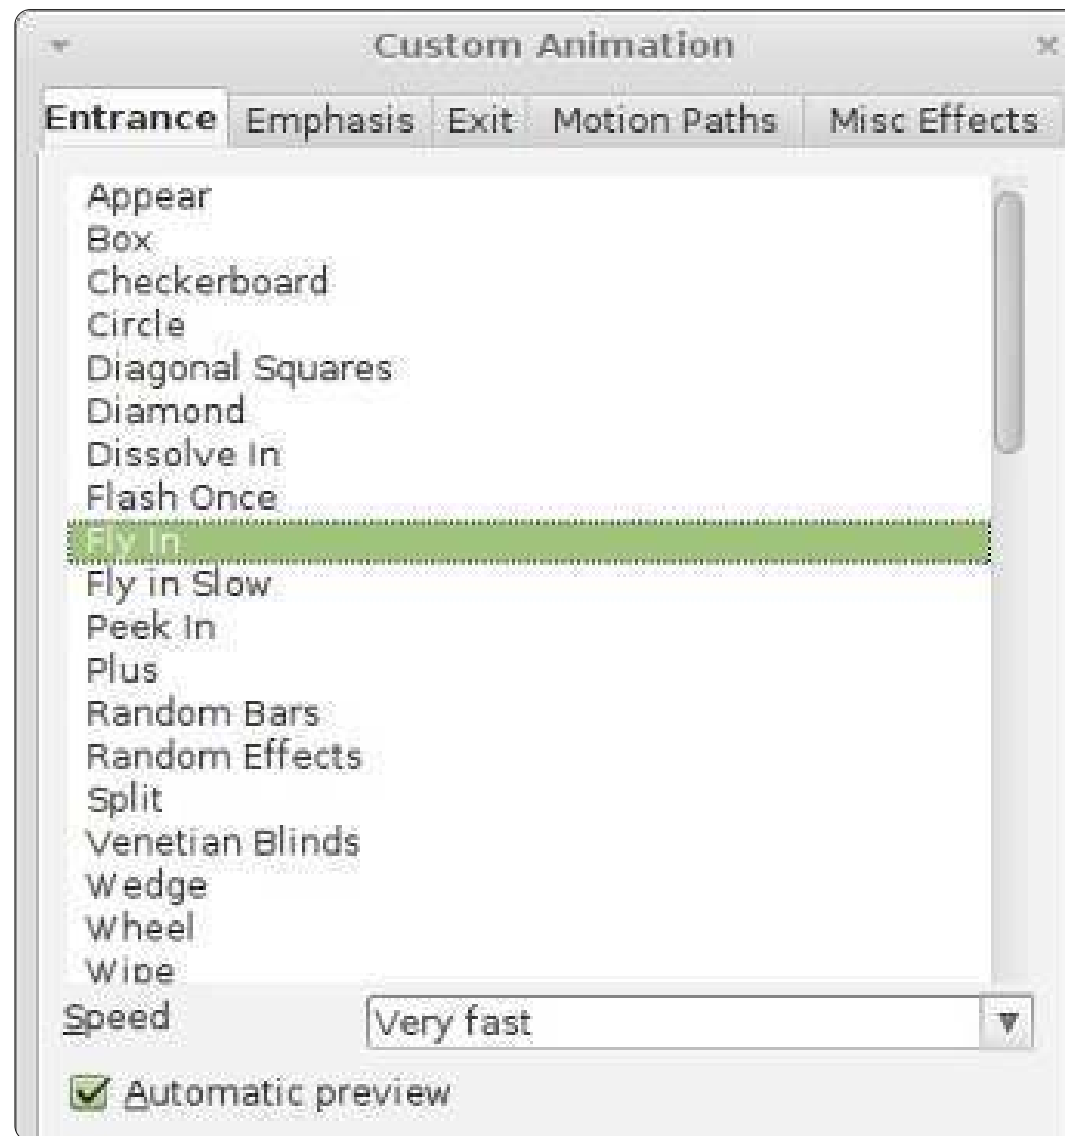 Custom Animation
Entrance Emphasis Exit Motion Paths Misc Effects
Appear
Box
Checkerboard
Circle
Diagonal Squares
Diamond
Dissolve In
Flash Once
Fly In
Fly in Slow
Peek In
Plus
Random Bars
Random Effects
Split
Venetian Blinds
Wedge
Wheel
Wipe
Speed Very fast
Automatic preview